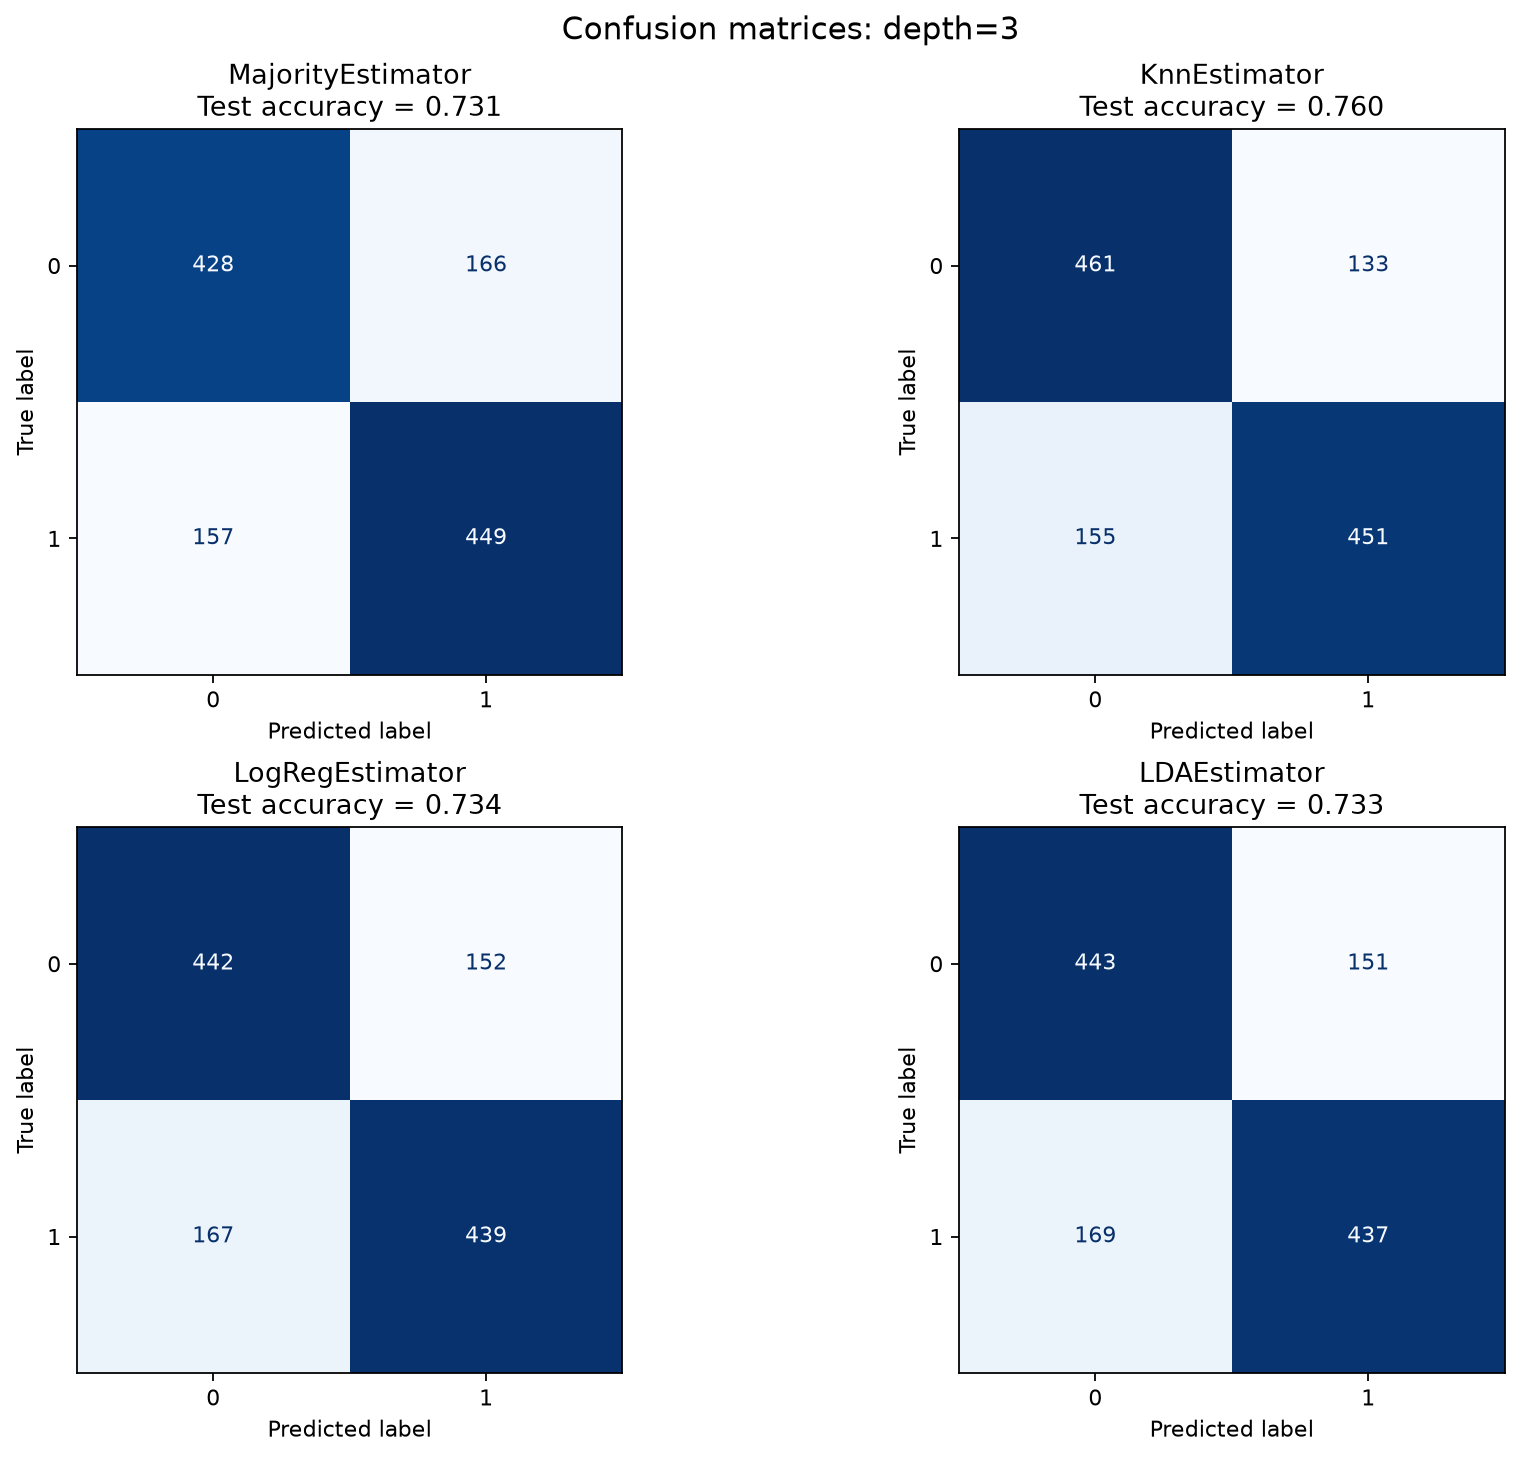 Confusion matrices: depth=3
MajorityEstimator
Test accuracy = 0.731
True label
0
428
166
1
157
449
0
1
Predicted label
KnnEstimator
Test accuracy = 0.760
True label
0
461
133
1
155
451
0
1
Predicted label
LogRegEstimator
Test accuracy = 0.734
True label
0
442
152
1
167
439
0
1
Predicted label
LDAEstimator
Test accuracy = 0.733
True label
0
443
151
1
169
437
0
1
Predicted label